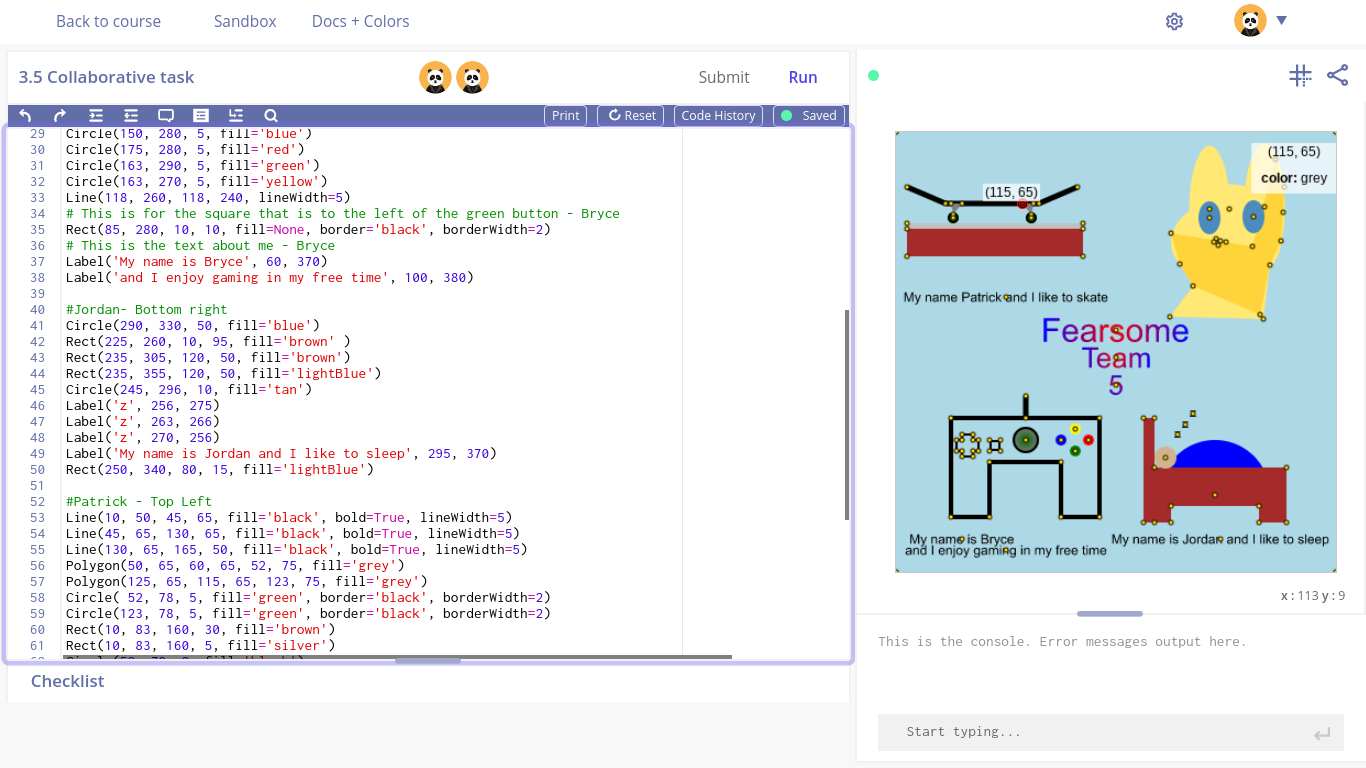 Back to course
Sandbox
Docs + Colors
3.5 Collaborative task
Submit
Run
Print
Reset
Code History
Saved
29 Circle(150, 280, 5, fill='blue')
30 Circle(175, 280, 5, fill='red')
31 Circle(163, 290, 5, fill='green')
32 Circle(163, 270, 5, fill='yellow')
33 Line(118, 260, 118, 240, lineWidth=5)
34 # This is for the square that is to the left of the green button - Bryce
35 Rect(85, 280, 10, 10, fill=None, border='black', borderWidth=2)
36 # This is the text about me - Bryce
37 Label('My name is Bryce', 60, 370)
38 Label('and I enjoy gaming in my free time', 100, 380)
39
40 #Jordan- Bottom right
41 Circle(290, 330, 50, fill='blue')
42 Rect(225, 260, 10, 95, fill='brown' )
43 Rect(235, 305, 120, 50, fill='brown')
44 Rect(235, 355, 120, 50, fill='lightBlue')
45 Circle(245, 296, 10, fill='tan')
46 Label('z', 256, 275)
47 Label('z', 263, 266)
48 Label('z', 270, 256)
49 Label('My name is Jordan and I like to sleep', 295, 370)
50 Rect(250, 340, 80, 15, fill='lightBlue')
51
52 #Patrick - Top Left
53 Line(10, 50, 45, 65, fill='black', bold=True, lineWidth=5)
54 Line(45, 65, 130, 65, fill='black', bold=True, lineWidth=5)
55 Line(130, 65, 165, 50, fill='black', bold=True, lineWidth=5)
56 Polygon(50, 65, 60, 65, 52, 75, fill='grey')
57 Polygon(125, 65, 115, 65, 123, 75, fill='grey')
58 Circle( 52, 78, 5, fill='green', border='black', borderWidth=2)
59 Circle(123, 78, 5, fill='green', border='black', borderWidth=2)
60 Rect(10, 83, 160, 30, fill='brown')
61 Rect(10, 83, 160, 5, fill='silver')
Checklist
(115, 65)
color: grey
(115, 65)
My name Patrick and I like to skate
Fearsome
Team
5
My name is Bryce
and I enjoy gaming in my free time
My name is Jordan and I like to sleep
x:113 y:9
This is the console. Error messages output here.
Start typing...